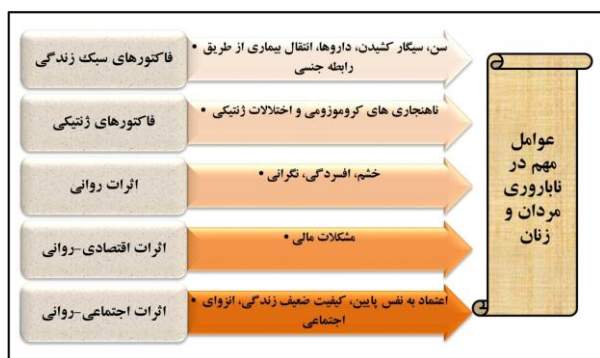 فاکتورهای سبک زندگی
سن، سیگار کشیدن، داروها، انتقال بیماری از طریق •
رابطه جنسی
فاکتورهای ژنتیکی
ناهنجاری های کروموزومی و اختلالات ژنتیکی •
اثرات روانی
خشم، افسردگی، نگرانی •
اثرات اقتصادی-روانی
مشکلات مالی •
اثرات اجتماعی-روانی
اعتماد به نفس پایین، کیفیت ضعیف زندگی، انزوای •
اجتماعی
عوامل
مهم در
ناباروری
مردان و
زنان